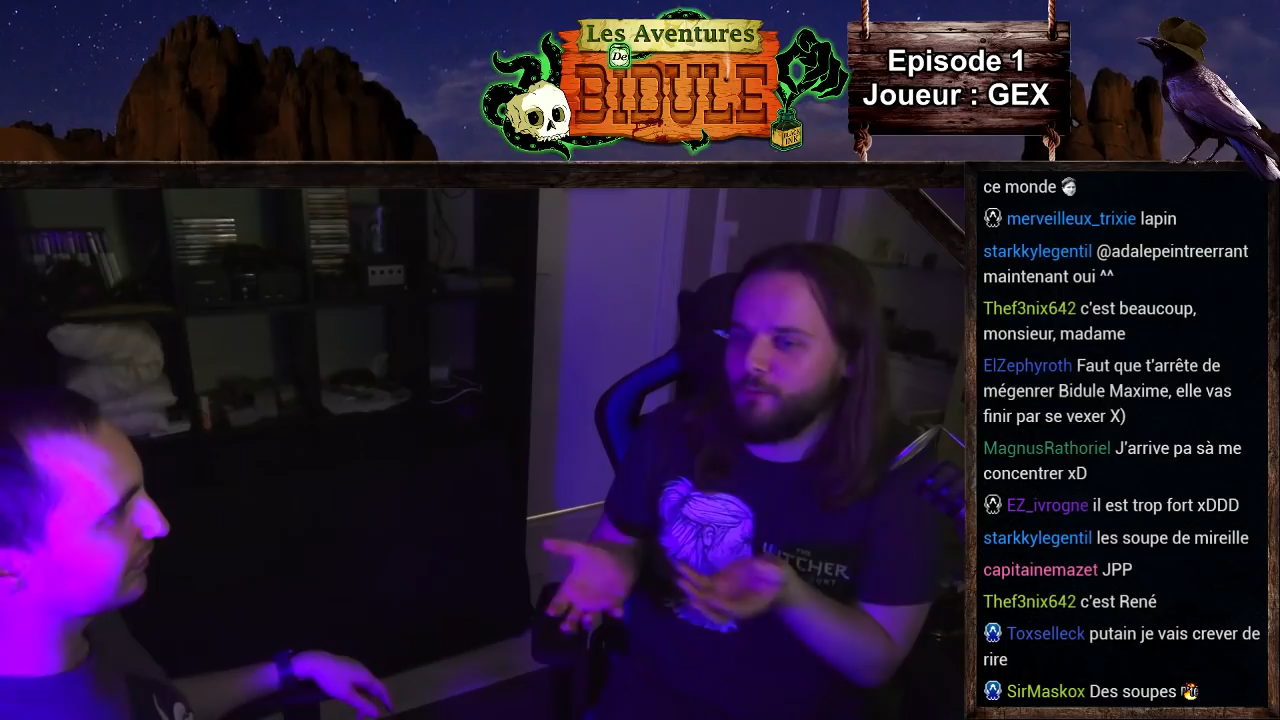 Les Aventures
De
BIDULE
BLACK INK
Episode 1
Joueur : GEX
ce monde
merveilleux_trixie lapin
starkkylegentil @adalepeintreerrant
maintenant oui ^^
Thef3nix642 c'est beaucoup,
monsieur, madame
ElZephyroth Faut que t'arrête de
mégenrer Bidule Maxime, elle vas
finir par se vexer X)
MagnusRathoriel J'arrive pa sà me
concentrer xD
EZ_ivrogne il est trop fort xDDD
starkkylegentil les soupe de mireille
capitainemazet JPP
Thef3nix642 c'est René
Toxselleck putain je vais crever de
rire
SirMaskox Des soupes
THE
WITCHER